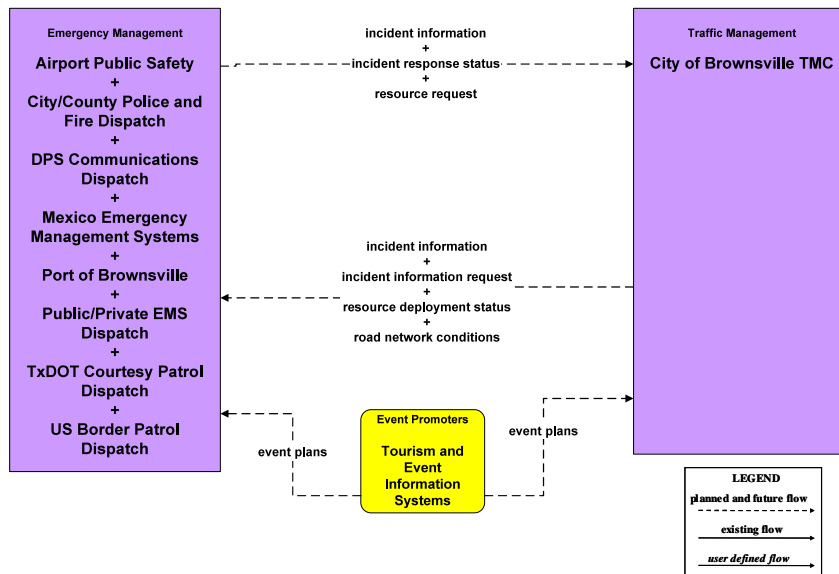 Emergency Management
Airport Public Safety
+
City/County Police and
Fire Dispatch
+
DPS Communications
Dispatch
+
Mexico Emergency
Management Systems
+
Port of Brownsville
+
Public/Private EMS
Dispatch
+
TxDOT Courtesy Patrol
Dispatch
+
US Border Patrol
Dispatch
incident information
+
incident response status
+
resource request
Traffic Management
City of Brownsville TMC
incident information
+
incident information request
+
resource deployment status
+
road network conditions
event plans
Event Promoters
Tourism and
Event
Information
Systems
event plans
LEGEND
planned and future flow
existing flow
user defined flow